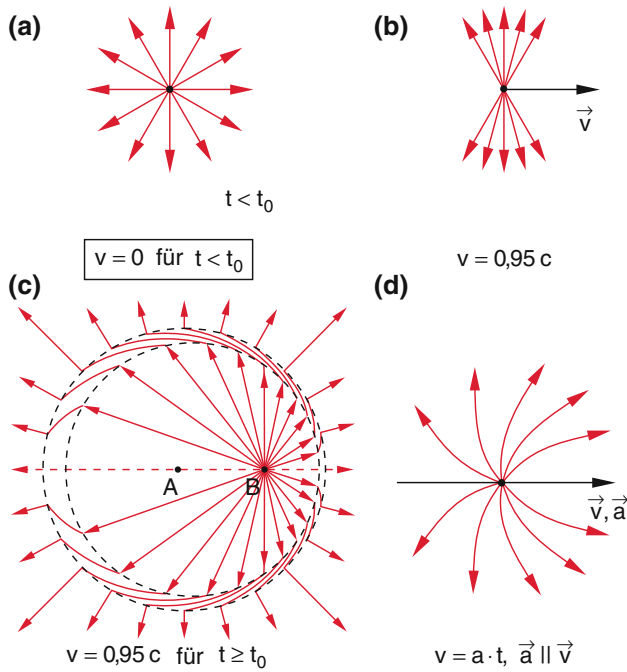 (a)
(b)
v⃗
t < t₀
v = 0 für t < t₀
v = 0,95 c
(c)
(d)
A
B
v⃗, a⃗
v = 0,95 c für t ≥ t₀
v = a · t, a⃗ || v⃗